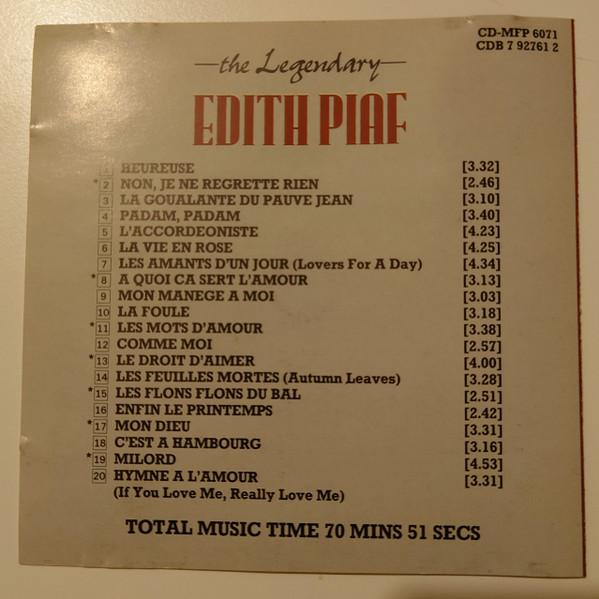 CD-MFP 6071
CDB 7 92761 2
the Legendary
EDITH PIAF
1 HEUREUSE [3.32]
*2 NON, JE NE REGRETTE RIEN [2.46]
3 LA GOUALANTE DU PAUVE JEAN [3.10]
4 PADAM, PADAM [3.40]
5 L'ACCORDEONISTE [4.23]
6 LA VIE EN ROSE [4.25]
7 LES AMANTS D'UN JOUR (Lovers For A Day) [4.34]
*8 A QUOI CA SERT L'AMOUR [3.13]
9 MON MANEGE A MOI [3.03]
10 LA FOULE [3.18]
*11 LES MOTS D'AMOUR [3.38]
12 COMME MOI [2.57]
*13 LE DROIT D'AIMER [4.00]
14 LES FEUILLES MORTES (Autumn Leaves) [3.28]
*15 LES FLONS FLONS DU BAL [2.51]
16 ENFIN LE PRINTEMPS [2.42]
*17 MON DIEU [3.31]
18 C'EST A HAMBOURG [3.16]
*19 MILORD [4.53]
20 HYMNE A L'AMOUR [3.31]
(If You Love Me, Really Love Me)
TOTAL MUSIC TIME 70 MINS 51 SECS